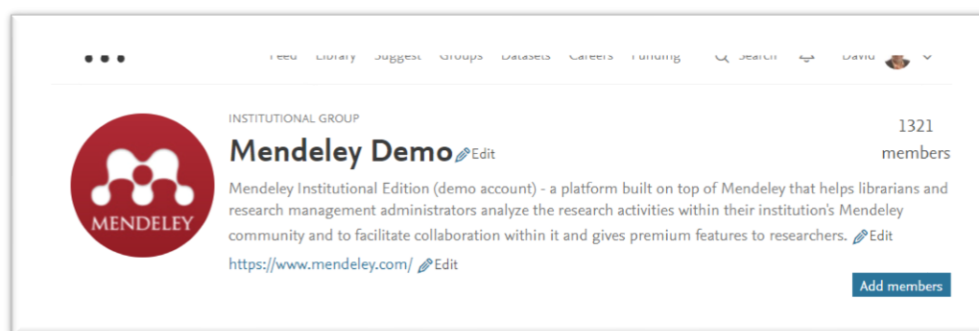 Feed Library Suggest Groups Datasets Careers Funding Search David
INSTITUTIONAL GROUP
1321
Mendeley Demo Edit
members
Mendeley Institutional Edition (demo account) - a platform built on top of Mendeley that helps librarians and
research management administrators analyze the research activities within their institution's Mendeley
MENDELEY
community and to facilitate collaboration within it and gives premium features to researchers. Edit
https://www.mendeley.com/ Edit
Add members